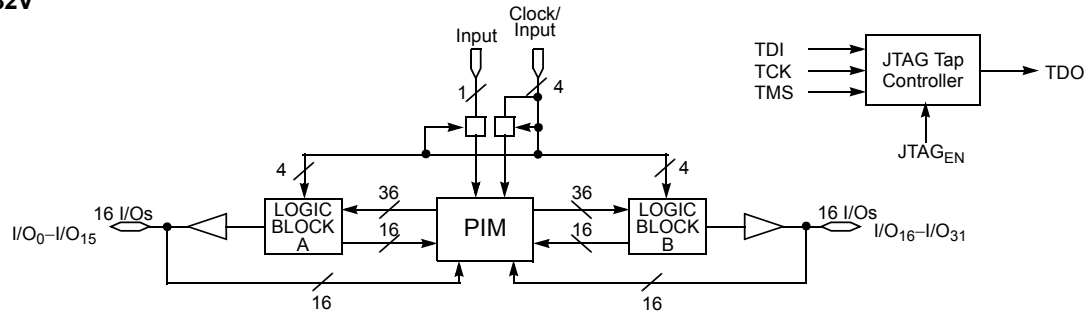 Clock/
Input
Input
1
4
TDI
TCK
TMS
JTAG Tap
Controller
TDO
JTAG_EN
4
4
16 I/Os
I/O₀–I/O₁₅
LOGIC
BLOCK
A
36
16
PIM
36
16
LOGIC
BLOCK
B
16 I/Os
I/O₁₆–I/O₃₁
16
16